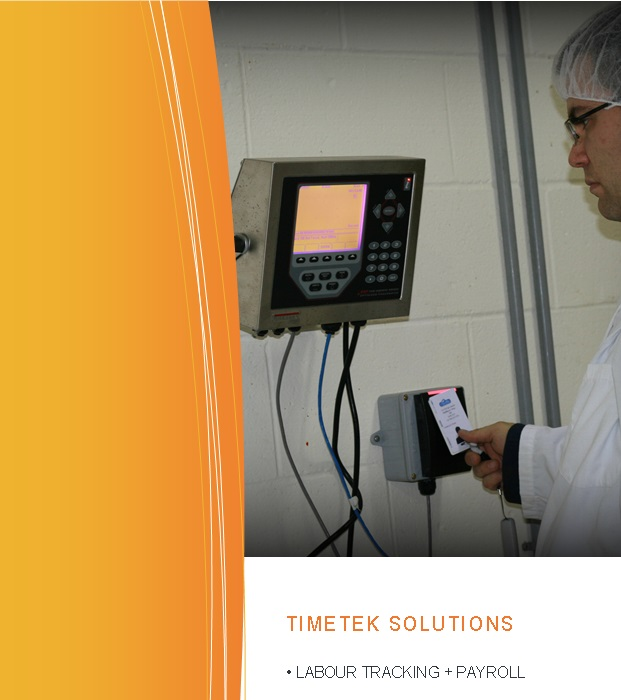 TIMETEK SOLUTIONS
• LABOUR TRACKING + PAYROLL